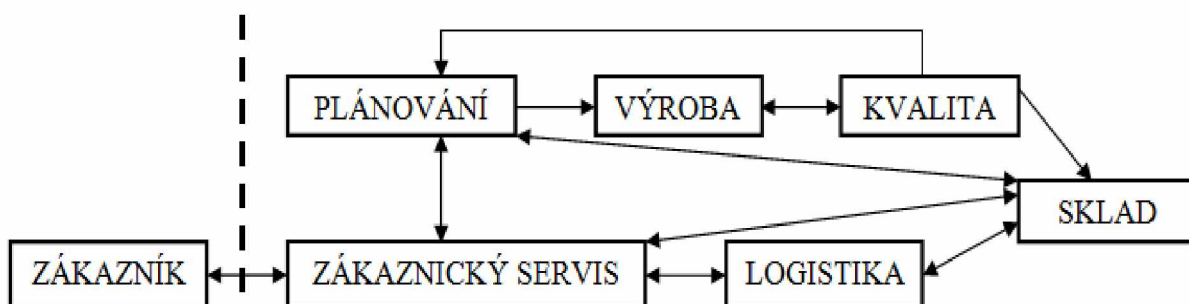 PLÁNOVÁNÍ
VÝROBA
KVALITA
SKLAD
ZÁKAZNÍK
ZÁKAZNICKÝ SERVIS
LOGISTIKA